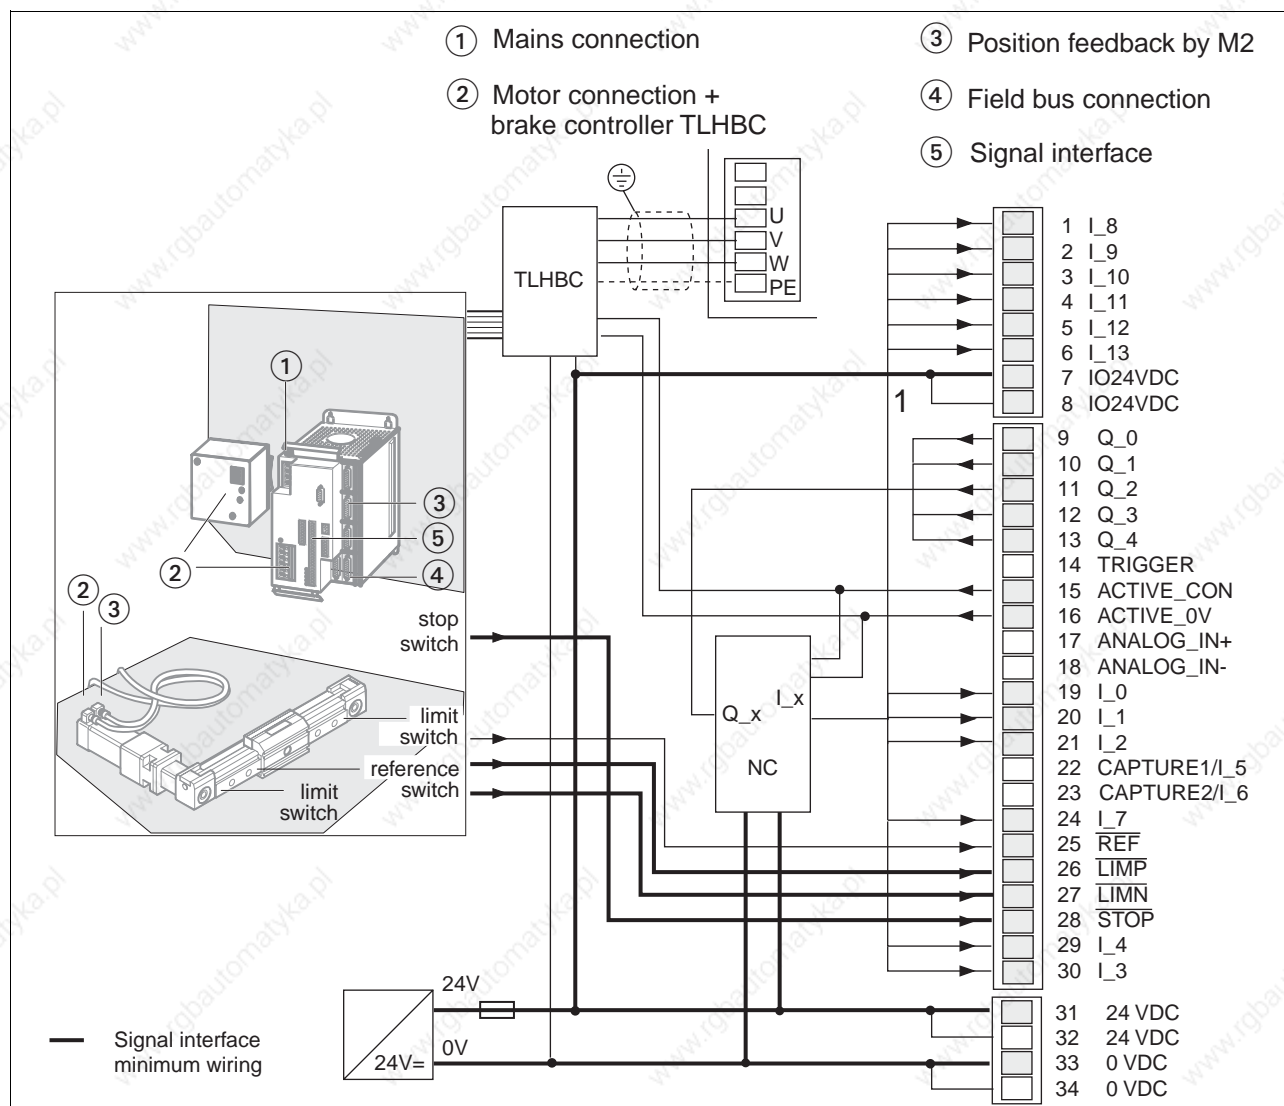 1 Mains connection
2 Motor connection +
brake controller TLHBC
3 Position feedback by M2
4 Field bus connection
5 Signal interface
U
V
W
PE
TLHBC
1
3
5
4
2
2
3
stop
switch
limit
switch
reference
switch
limit
switch
1
Q_x
I_x
NC
1 I_8
2 I_9
3 I_10
4 I_11
5 I_12
6 I_13
7 IO24VDC
8 IO24VDC
9 Q_0
10 Q_1
11 Q_2
12 Q_3
13 Q_4
14 TRIGGER
15 ACTIVE_CON
16 ACTIVE_0V
17 ANALOG_IN+
18 ANALOG_IN-
19 I_0
20 I_1
21 I_2
22 CAPTURE1/I_5
23 CAPTURE2/I_6
24 I_7
25 REF
26 LIMP
27 LIMN
28 STOP
29 I_4
30 I_3
31 24 VDC
32 24 VDC
33 0 VDC
34 0 VDC
24V
0V
24V=
Signal interface
minimum wiring
www.rgbautomatyka.pl